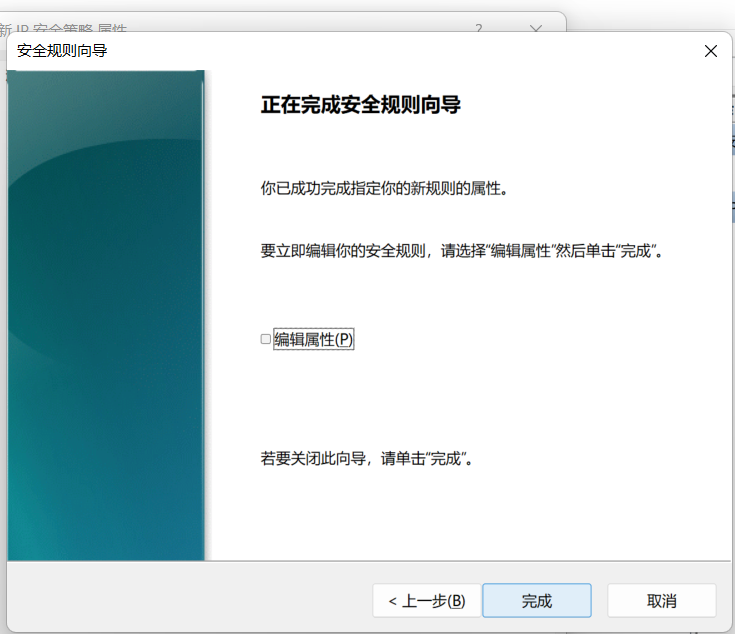 新 IP 安全策略 属性
安全规则向导
正在完成安全规则向导
你已成功完成指定你的新规则的属性。
要立即编辑你的安全规则，请选择"编辑属性"然后单击"完成"。
编辑属性(P)
若要关闭此向导，请单击"完成"。
< 上一步(B)
完成
取消